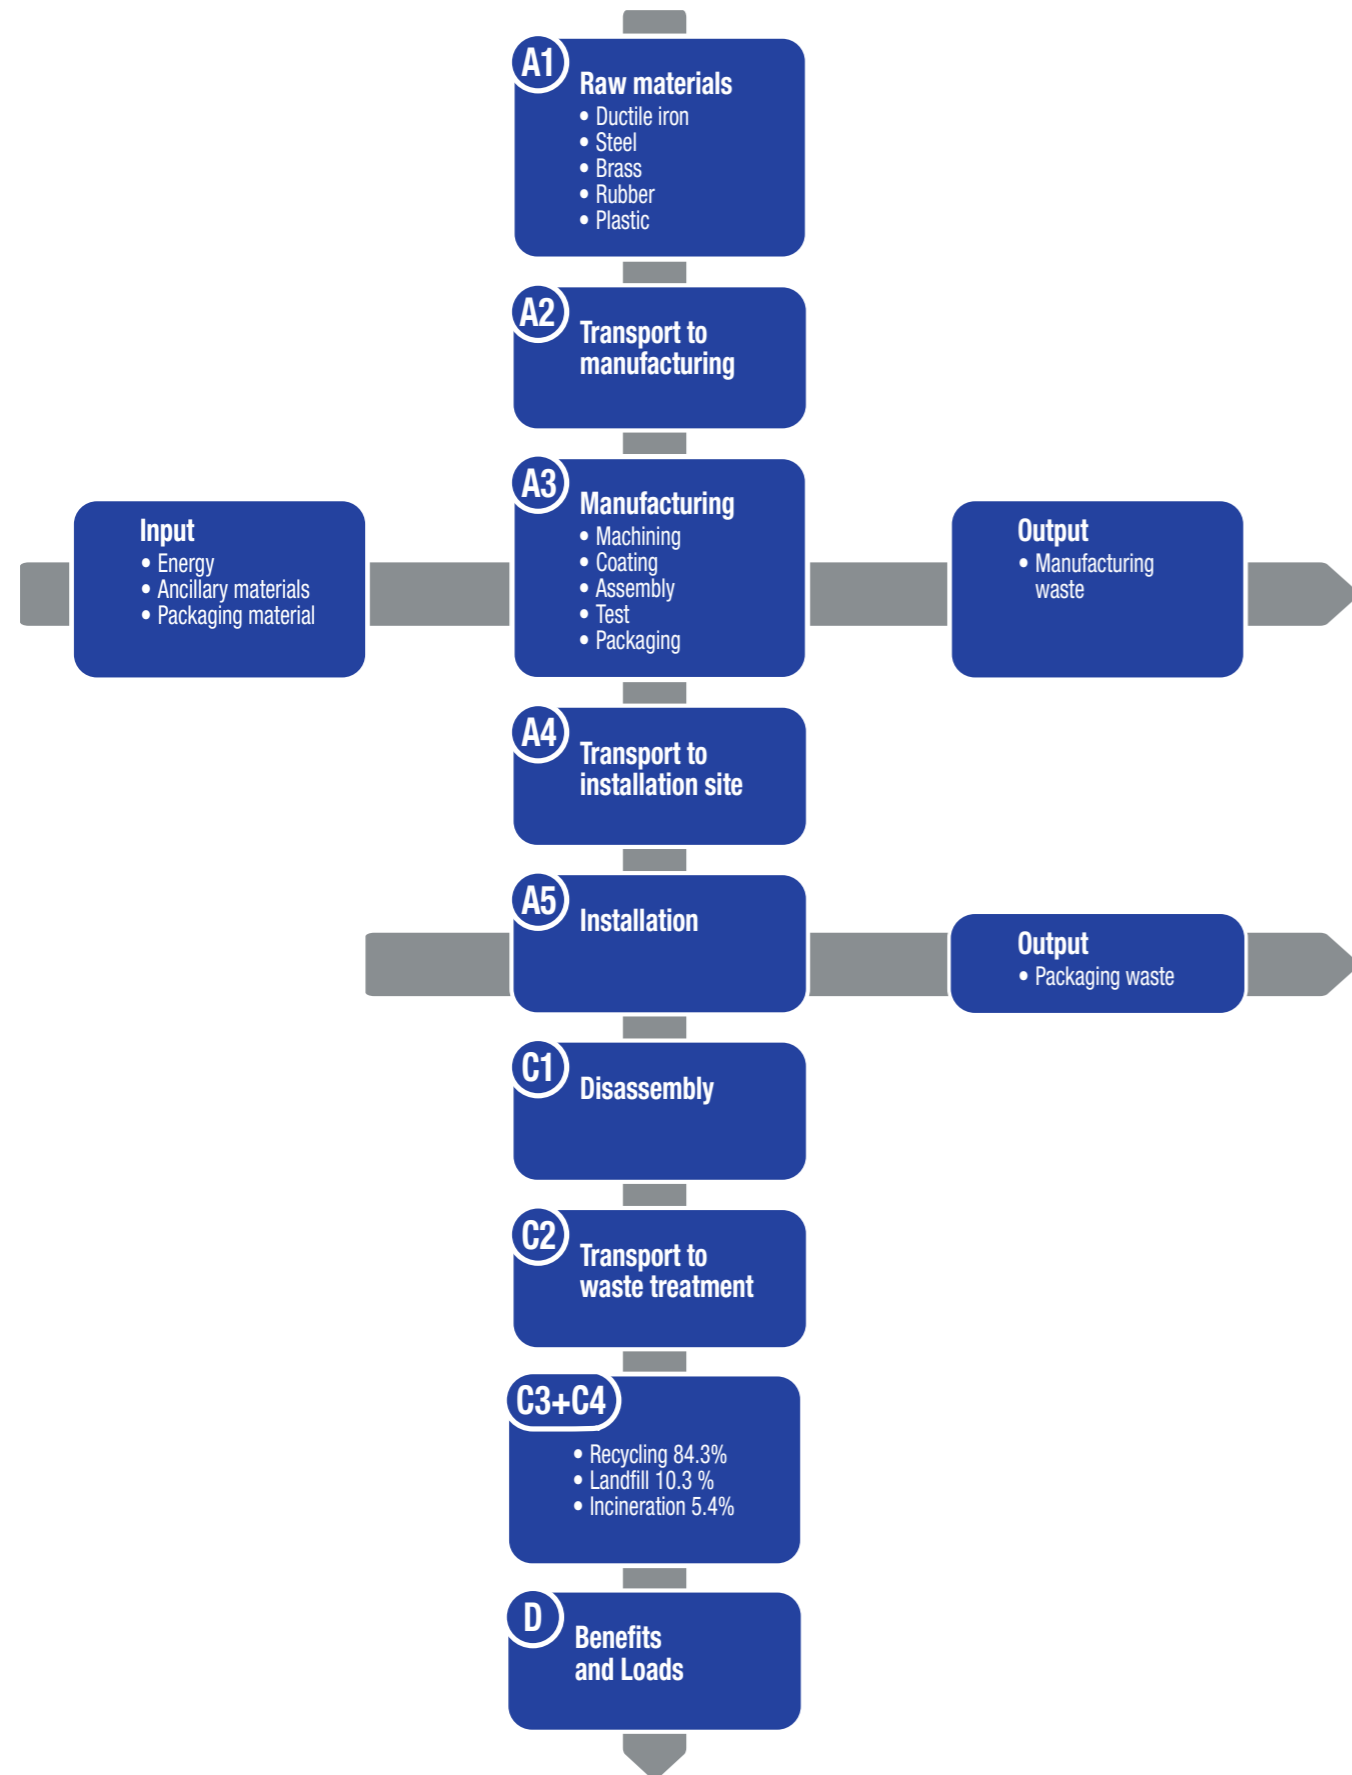 A1
Raw materials
• Ductile iron
• Steel
• Brass
• Rubber
• Plastic
A2
Transport to
manufacturing
Input
• Energy
• Ancillary materials
• Packaging material
A3
Manufacturing
• Machining
• Coating
• Assembly
• Test
• Packaging
Output
• Manufacturing
waste
A4
Transport to
installation site
A5
Installation
Output
• Packaging waste
C1
Disassembly
C2
Transport to
waste treatment
C3+C4
• Recycling 84.3%
• Landfill 10.3 %
• Incineration 5.4%
D
Benefits
and Loads